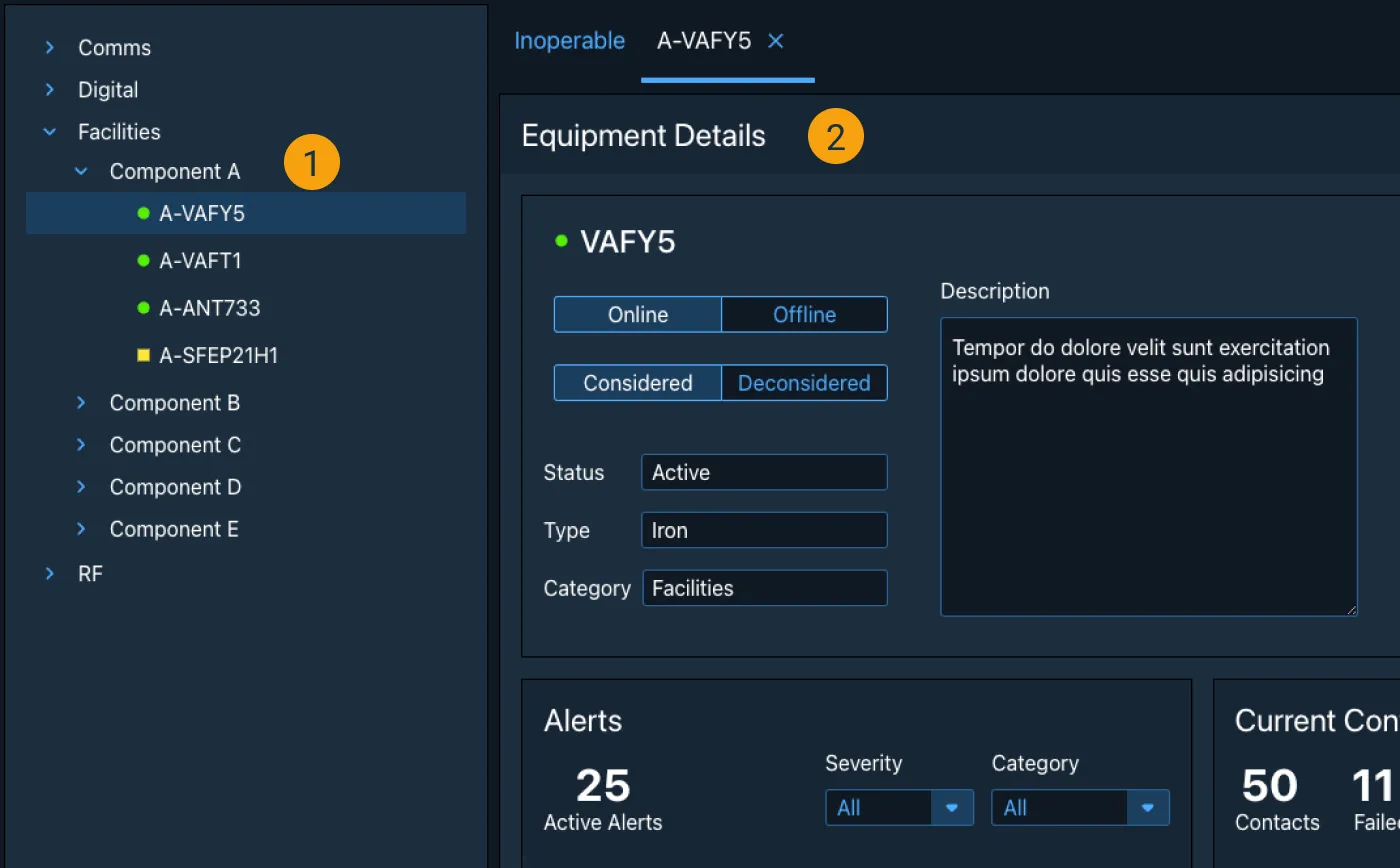 Comms
Digital
Facilities
Component A
1
A-VAFY5
A-VAFT1
A-ANT733
A-SFEP21H1
Component B
Component C
Component D
Component E
RF
Inoperable A-VAFY5
Equipment Details 2
VAFY5
Online Offline
Considered Deconsidered
Status Active
Type Iron
Category Facilities
Description
Tempor do dolore velit sunt exercitation
ipsum dolore quis esse quis adipisicing
Alerts
25
Active Alerts
Severity Category
All All
Current Con
50 11
Contacts Failed